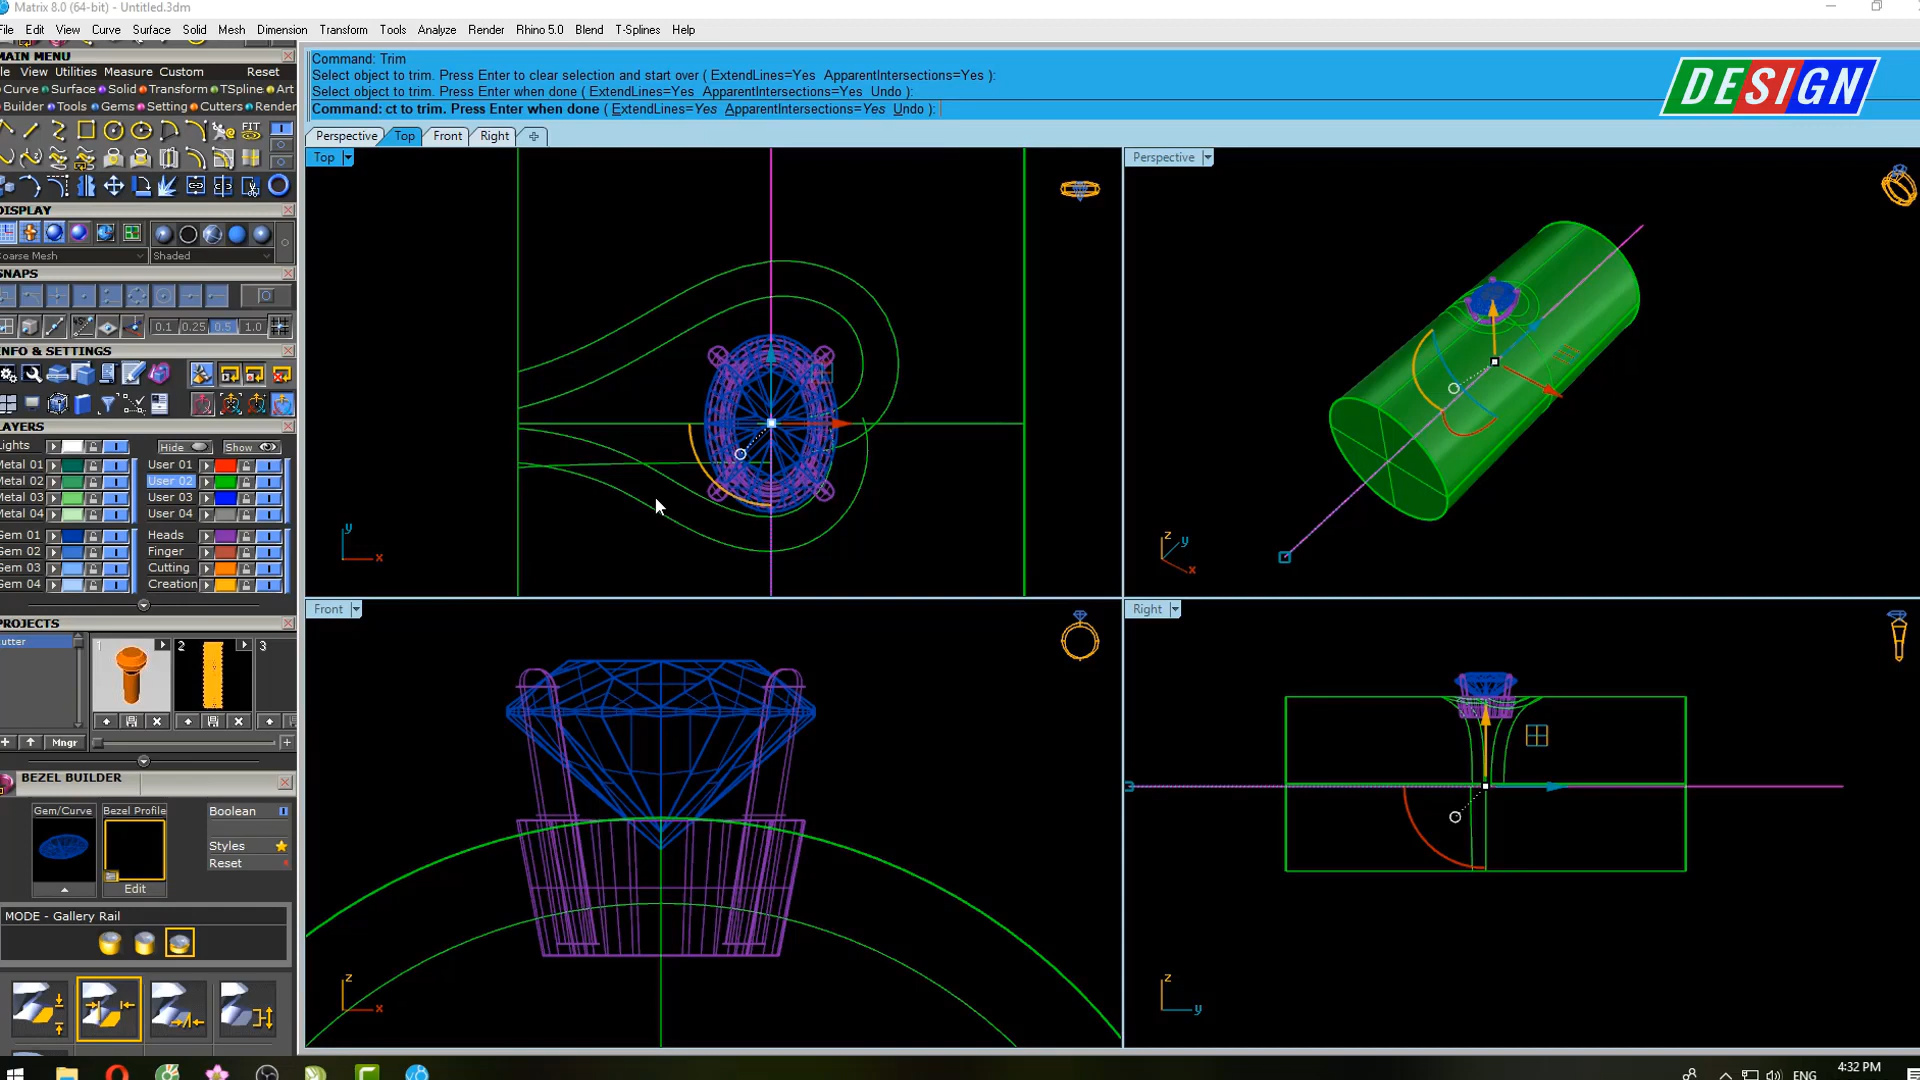 Matrix 8.0 (64-bit) - Untitled.3dm
File Edit View Curve Surface Solid Mesh Heads Dimension Transform Tools Analyze Render Rhino 5.0 Blend T-Splines Help
MAIN MENU
le View Utilities Measure Custom Reset
Curve Surface Solid Transform TSpline Art
Builder Tools Gems Setting Cutters Render
FIT
DISPLAY
oarse Mesh Shaded
SNAPS
0.1 0.25 0.5 1.0
NFO & SETTINGS
AYERS
ights Hide Show
Metal 01 User 01
Metal 02 User 02
Metal 03 User 03
Metal 04 User 04
Gem 01 Heads
Gem 02 Finger
Gem 03 Cutting
Gem 04 Creation
PROJECTS
utter 1 2 3
Mngr
BEZEL BUILDER
Gem/Curve Bezel Profile Boolean
Styles
Reset
Edit
MODE - Gallery Rail
Command: Trim
Select object to trim. Press Enter to clear selection and start over ( ExtendLines=Yes ApparentIntersections=Yes ):
Select object to trim. Press Enter when done ( ExtendLines=Yes ApparentIntersections=Yes Undo ):
Command: ct to trim. Press Enter when done ( ExtendLines=Yes ApparentIntersections=Yes Undo ):
DESIGN
Perspective Top Front Right
Top
y
x
Perspective
z
y
x
Front
z
x
Right
z
y
ENG
4:32 PM